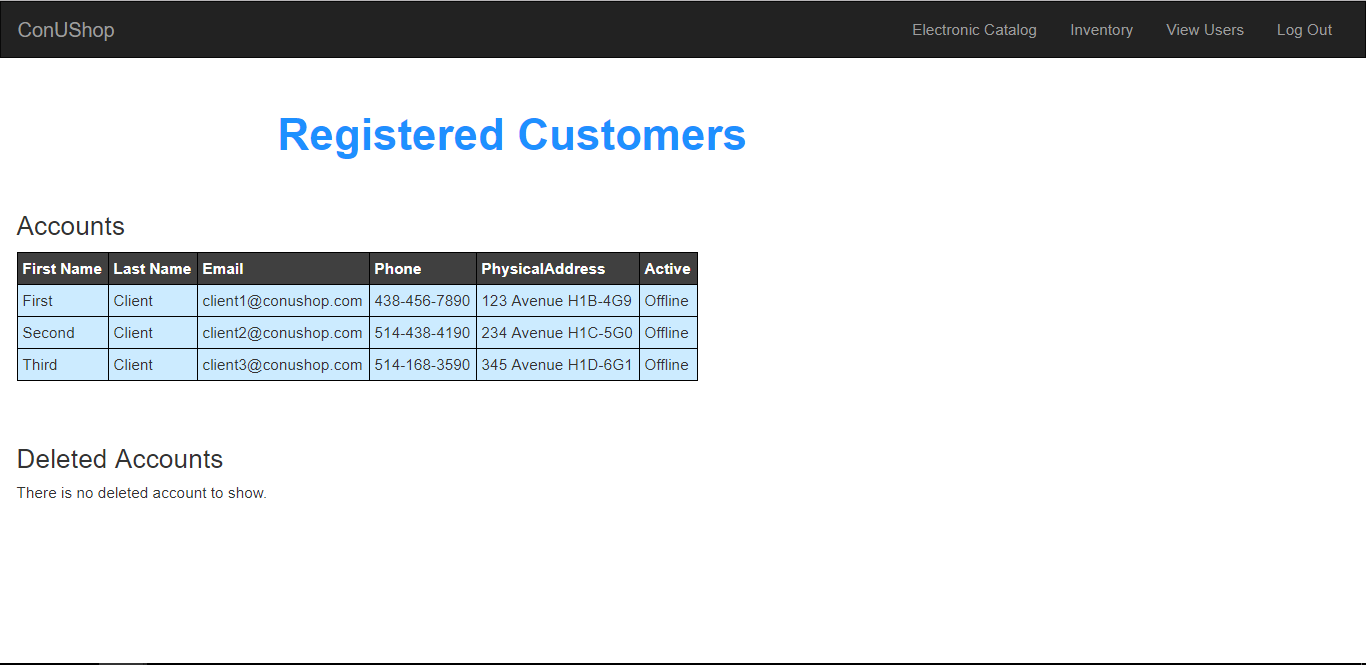 ConUShop Electronic Catalog Inventory View Users Log Out
Registered Customers
Accounts
First Name Last Name Email Phone PhysicalAddress Active
First Client client1@conushop.com 438-456-7890 123 Avenue H1B-4G9 Offline
Second Client client2@conushop.com 514-438-4190 234 Avenue H1C-5G0 Offline
Third Client client3@conushop.com 514-168-3590 345 Avenue H1D-6G1 Offline
Deleted Accounts
There is no deleted account to show.